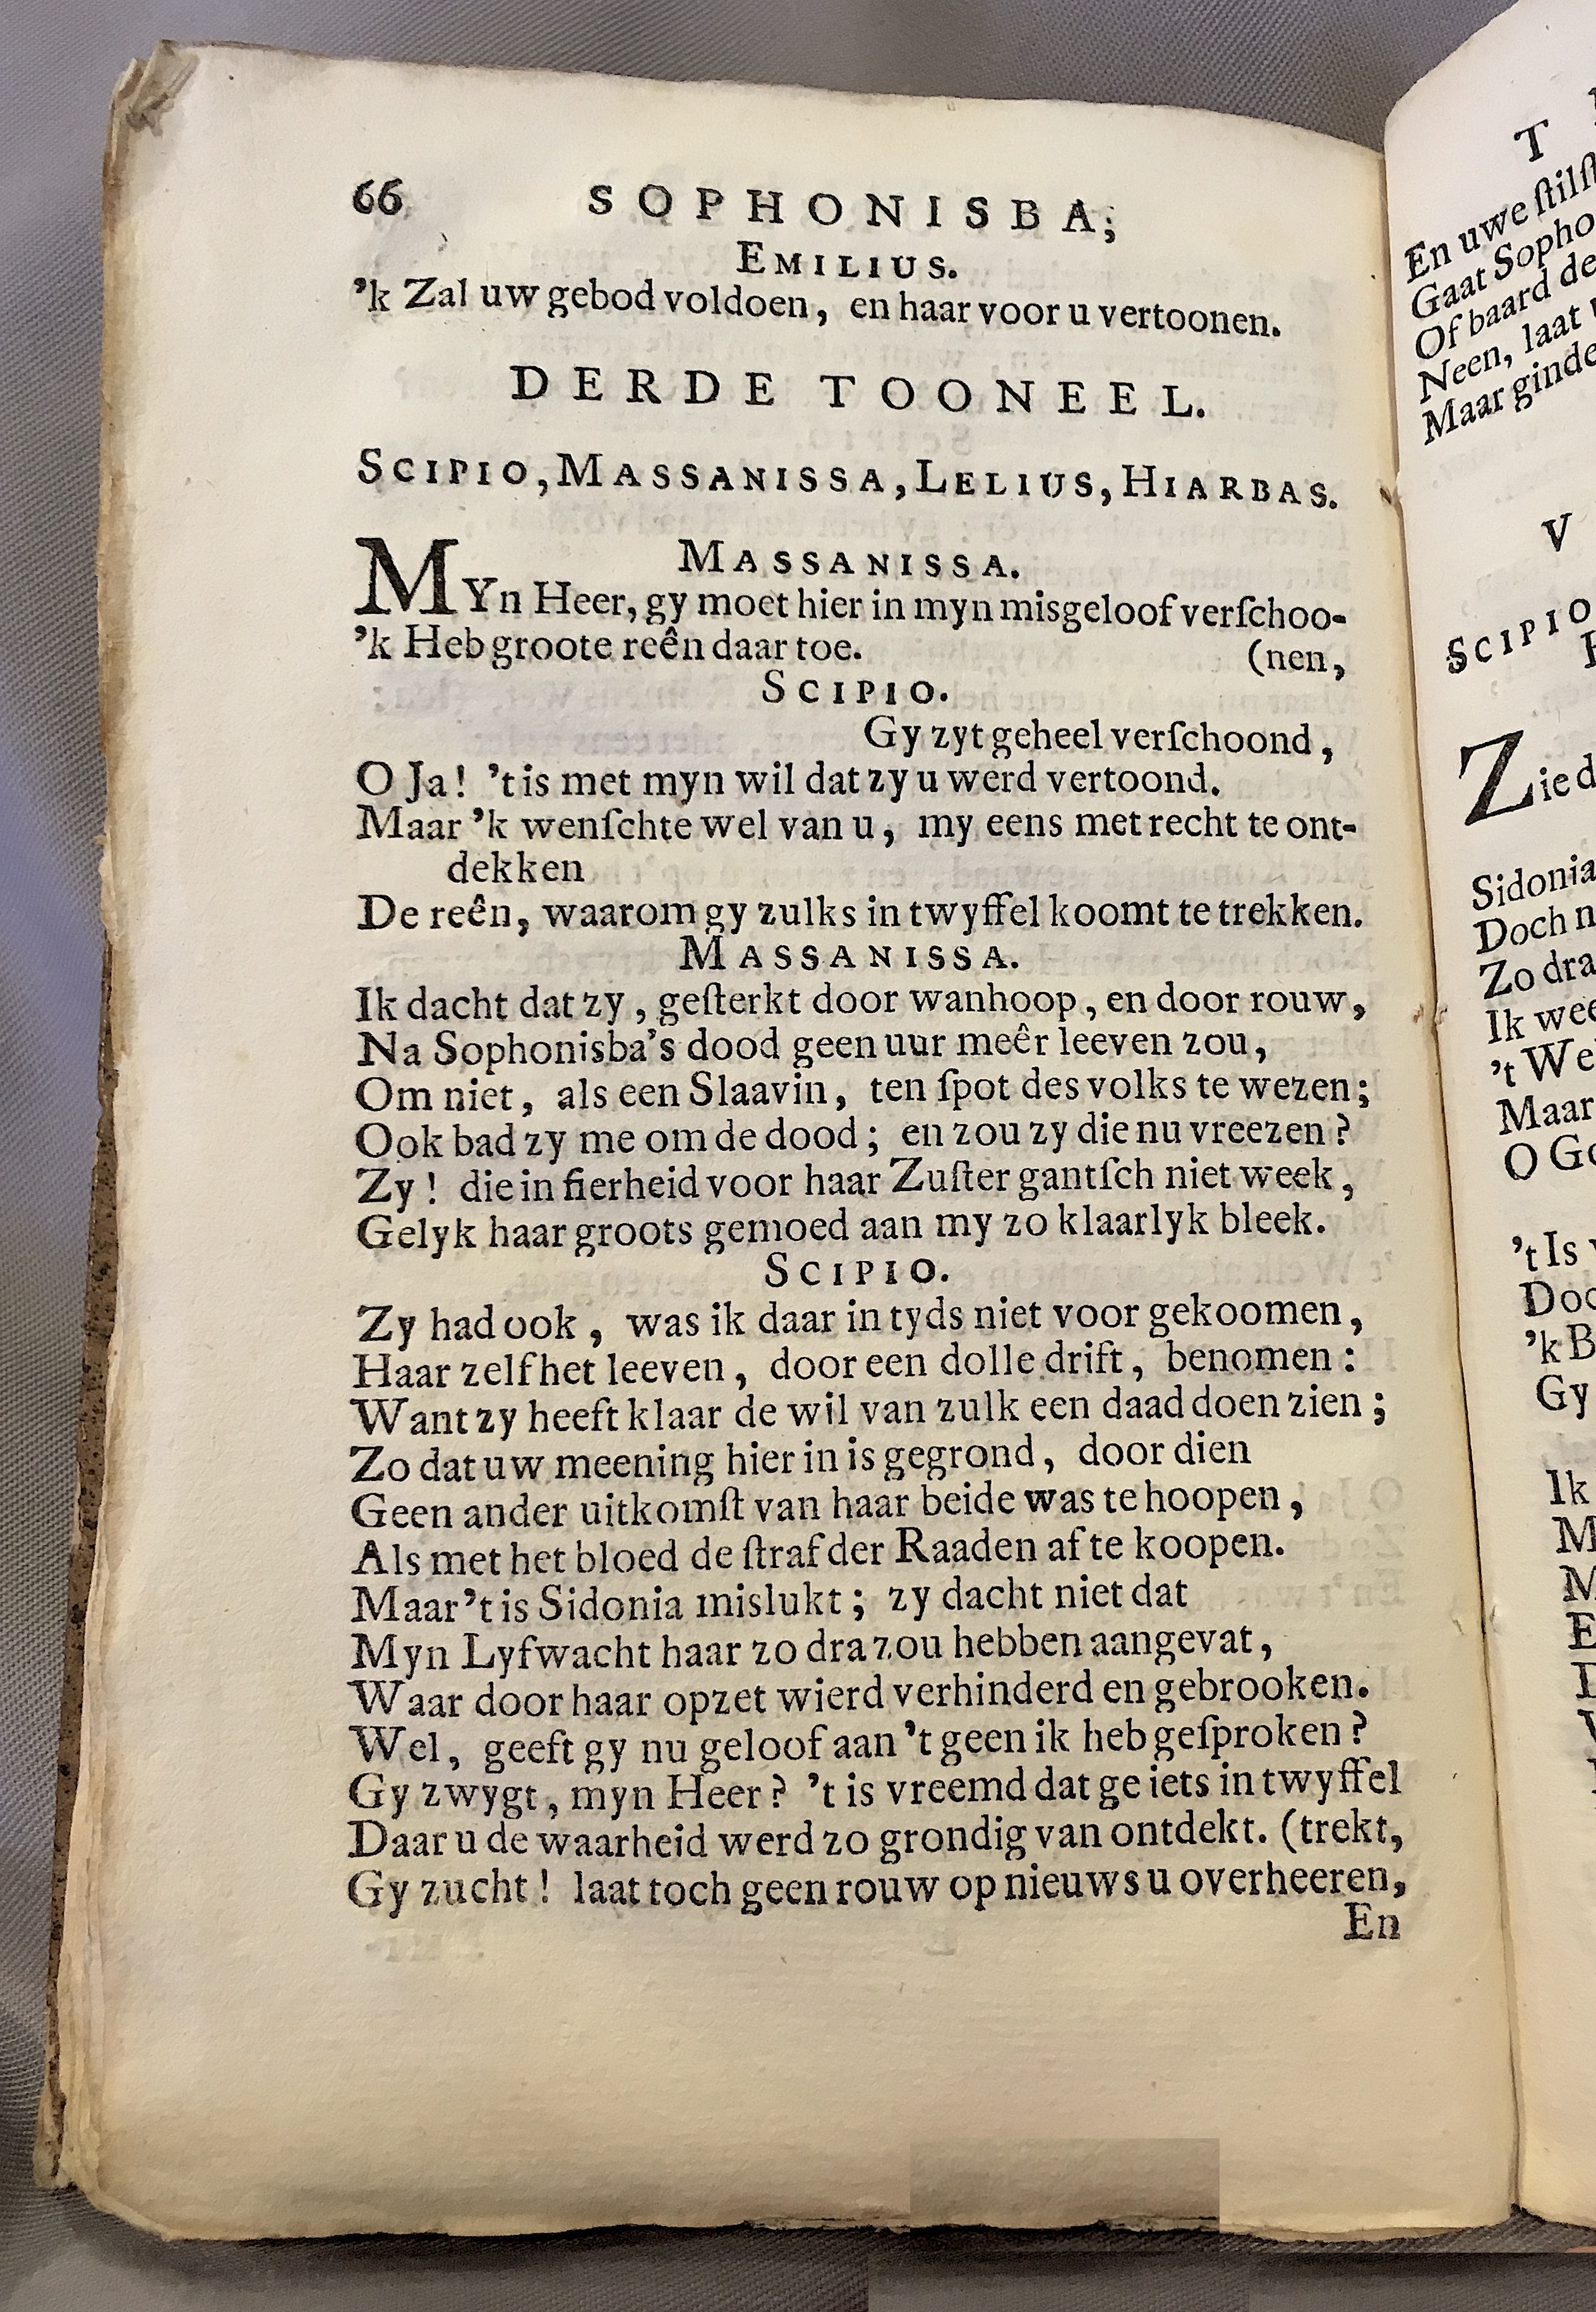 66 SOPHONISBA;
EMILIUS.
'k Zal uw gebod voldoen, en haar voor u vertoonen.
DERDE TOONEEL.
SCIPIO, MASSANISSA, LELIUS, HIARBAS.
MASSANISSA.
MYn Heer, gy moet hier in myn misgeloof verſchoo-
'k Heb groote reên daar toe. (nen,
SCIPIO.
Gy zyt geheel verſchoond,
O Ja! 't is met myn wil dat zy u werd vertoond.
Maar 'k wenſchte wel van u, my eens met recht te ont-
dekken
De reên, waarom gy zulks in twyffel koomt te trekken.
MASSANISSA.
Ik dacht dat zy, geſterkt door wanhoop, en door rouw,
Na Sophonisba's dood geen uur meêr leeven zou,
Om niet, als een Slaavin, ten ſpot des volks te wezen;
Ook bad zy me om de dood; en zou zy die nu vreezen?
Zy! die in fierheid voor haar Zuſter gantſch niet week,
Gelyk haar groots gemoed aan my zo klaarlyk bleek.
SCIPIO.
Zy had ook, was ik daar in tyds niet voor gekoomen,
Haar zelf het leeven, door een dolle drift, benomen:
Want zy heeft klaar de wil van zulk een daad doen zien;
Zo dat uw meening hier in is gegrond, door dien
Geen ander uitkomſt van haar beide was te hoopen,
Als met het bloed de ſtraf der Raaden af te koopen.
Maar 't is Sidonia mislukt; zy dacht niet dat
Myn Lyfwacht haar zo dra zou hebben aangevat,
Waar door haar opzet wierd verhinderd en gebrooken.
Wel, geeft gy nu geloof aan 't geen ik heb geſproken?
Gy zwygt, myn Heer? 't is vreemd dat ge iets in twyffel
Daar u de waarheid werd zo grondig van ontdekt. (trekt,
Gy zucht! laat toch geen rouw op nieuws u overheeren,
En
T
En uwe
Gaat
Of baard
Neen, laat
Maar
V
SCIPIO
Zie
Sidonia
Doch
Zo dra
Ik
't
Maar
O
't Is
'k
Gy
Ik